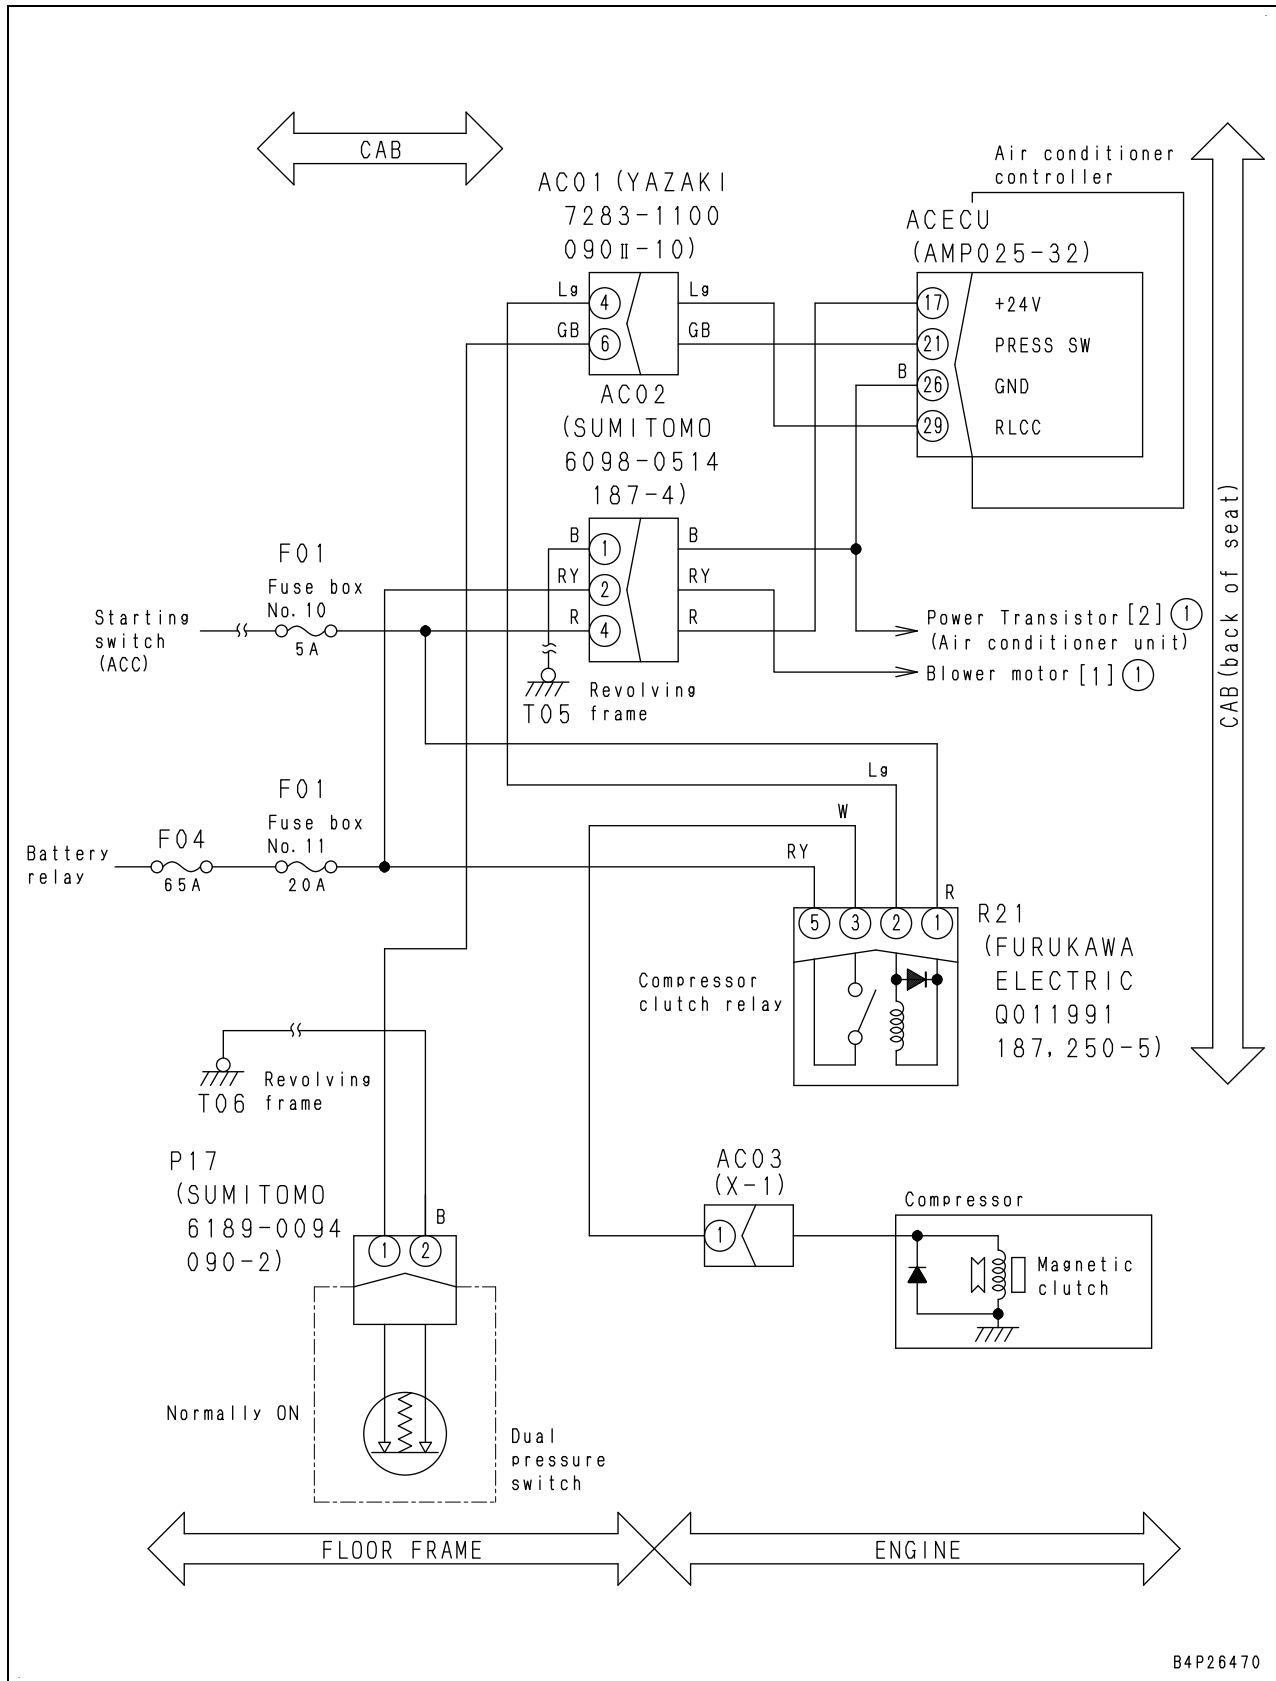 CAB
Air conditioner
controller
AC01 (YAZAKI
7283-1100
090Ⅱ-10)
ACECU
(AMP025-32)
Lg
4
Lg
17
+24V
GB
6
GB
21
PRESS SW
B
26
GND
29
RLCC
AC02
(SUMITOMO
6098-0514
187-4)
CAB(back of seat)
F01
Fuse box
No. 10
5A
Starting
switch
(ACC)
B
1
B
RY
2
RY
R
4
R
Power Transistor [2] 1
(Air conditioner unit)
Blower motor [1] 1
T05
Revolving
frame
F01
Fuse box
No. 11
20A
F04
65A
Battery
relay
Lg
W
RY
R
5
3
2
1
R21
(FURUKAWA
ELECTRIC
Q011991
187, 250-5)
Compressor
clutch relay
T06
Revolving
frame
P17
(SUMITOMO
6189-0094
090-2)
B
1
2
AC03
(X-1)
1
Compressor
Magnetic
clutch
Normally ON
Dual
pressure
switch
FLOOR FRAME
ENGINE
B4P26470